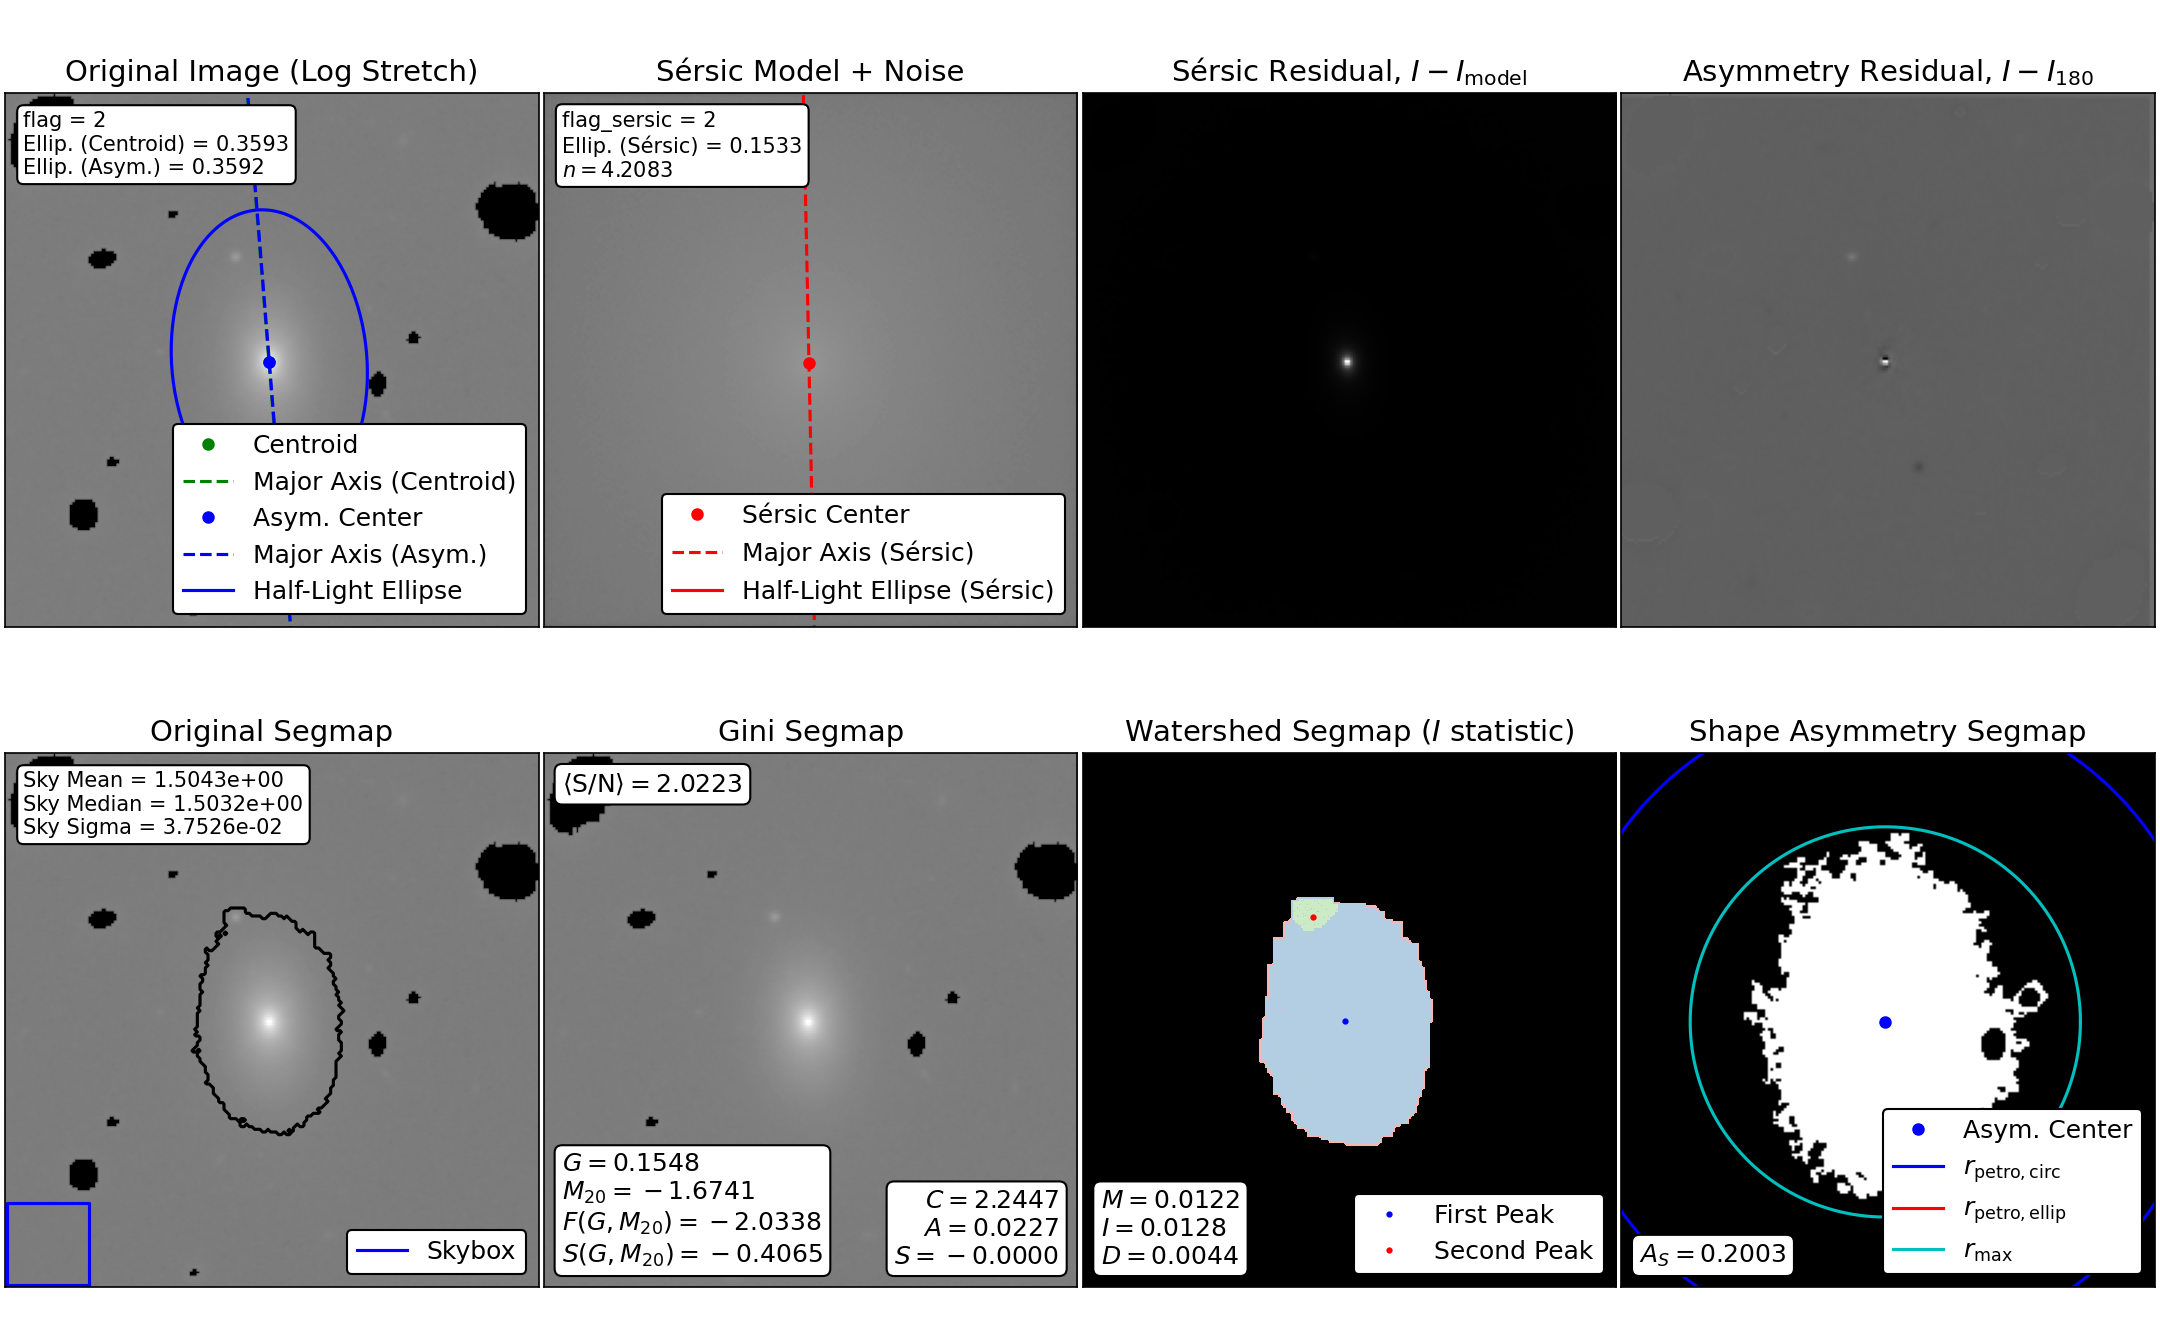 Original Image (Log Stretch)
flag = 2
Ellip. (Centroid) = 0.3593
Ellip. (Asym.) = 0.3592
Centroid
Major Axis (Centroid)
Asym. Center
Major Axis (Asym.)
Half-Light Ellipse
Sérsic Model + Noise
flag_sersic = 2
Ellip. (Sérsic) = 0.1533
n = 4.2083
Sérsic Center
Major Axis (Sérsic)
Half-Light Ellipse (Sérsic)
Sérsic Residual, I − I_model
Asymmetry Residual, I − I_180
Original Segmap
Sky Mean = 1.5043e+00
Sky Median = 1.5032e+00
Sky Sigma = 3.7526e-02
Skybox
Gini Segmap
⟨S/N⟩ = 2.0223
G = 0.1548
M_20 = −1.6741
F(G, M_20) = −2.0338
S(G, M_20) = −0.4065
C = 2.2447
A = 0.0227
S = −0.0000
Watershed Segmap (I statistic)
M = 0.0122
I = 0.0128
D = 0.0044
First Peak
Second Peak
Shape Asymmetry Segmap
A_S = 0.2003
Asym. Center
r_petro, circ
r_petro, ellip
r_max